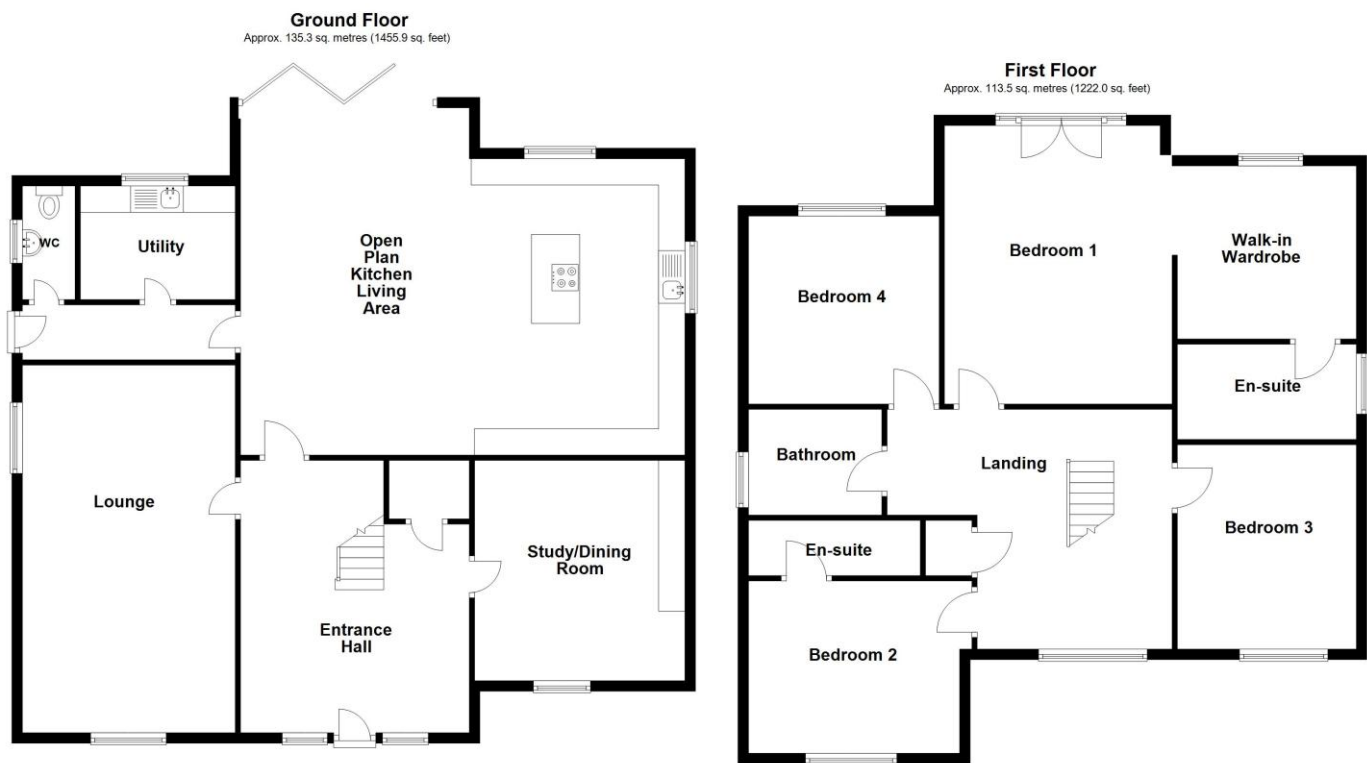 Ground Floor
Approx. 135.3 sq. metres (1455.9 sq. feet)
WC
Utility
Open
Plan
Kitchen
Living
Area
Lounge
Entrance
Hall
Study/Dining
Room
First Floor
Approx. 113.5 sq. metres (1222.0 sq. feet)
Bedroom 1
Walk-in
Wardrobe
Bedroom 4
En-suite
Bathroom
Landing
Bedroom 3
En-suite
Bedroom 2